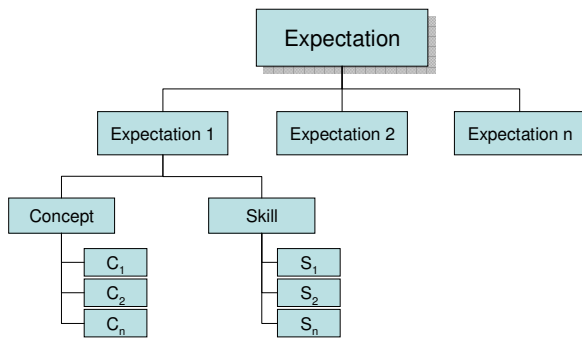 Expectation
Expectation 1
Expectation 2
Expectation n
Concept
Skill
C₁
S₁
C₂
S₂
Cₙ
Sₙ